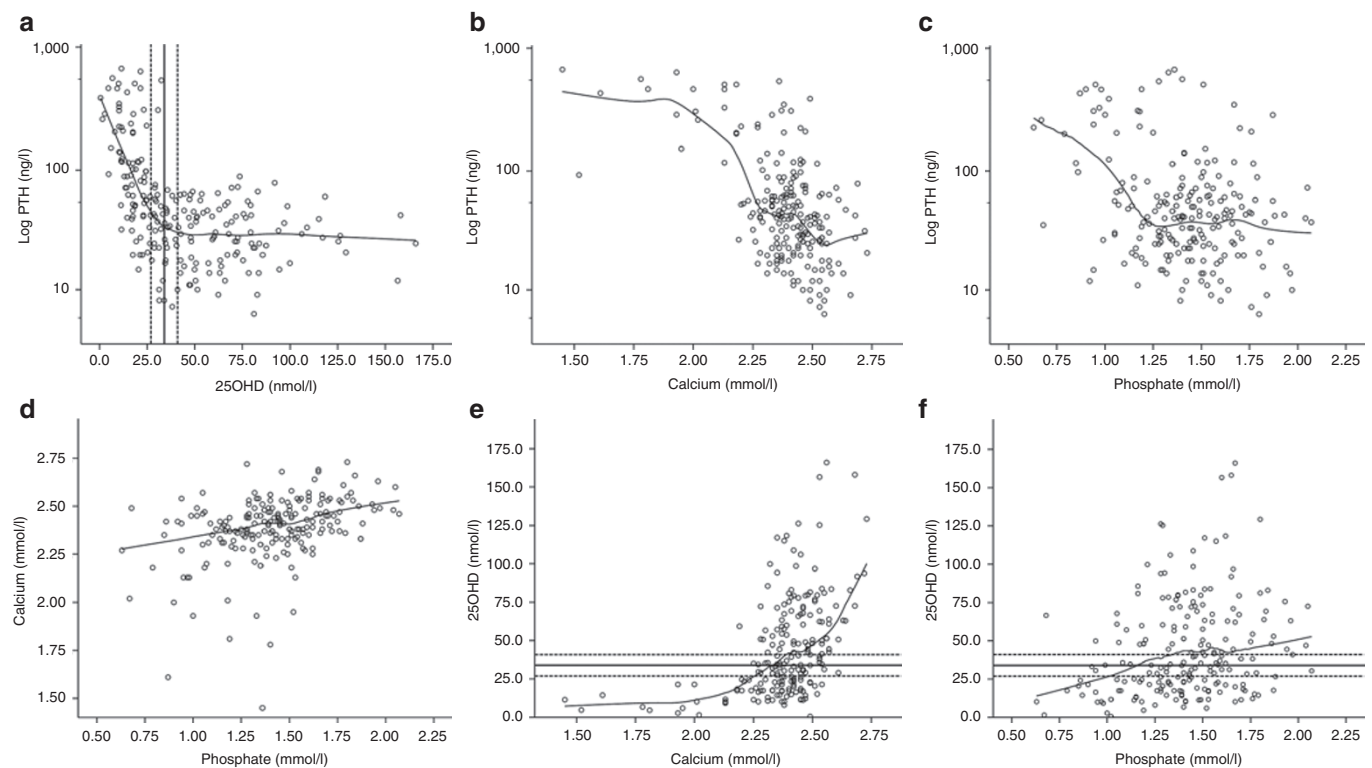 a
1,000
100
10
Log PTH (ng/l)
0.0 25.0 50.0 75.0 100.0 125.0 150.0 175.0
25OHD (nmol/l)
b
1,000
100
10
Log PTH (ng/l)
1.50 1.75 2.00 2.25 2.50 2.75
Calcium (mmol/l)
c
1,000
100
10
Log PTH (ng/l)
0.50 0.75 1.00 1.25 1.50 1.75 2.00 2.25
Phosphate (mmol/l)
d
2.75
2.50
2.25
2.00
1.75
1.50
Calcium (mmol/l)
0.50 0.75 1.00 1.25 1.50 1.75 2.00 2.25
Phosphate (mmol/l)
e
175.0
150.0
125.0
100.0
75.0
50.0
25.0
0.0
25OHD (nmol/l)
1.50 1.75 2.00 2.25 2.50 2.75
Calcium (mmol/l)
f
175.0
150.0
125.0
100.0
75.0
50.0
25.0
0.0
25OHD (nmol/l)
0.50 0.75 1.00 1.25 1.50 1.75 2.00 2.25
Phosphate (mmol/l)